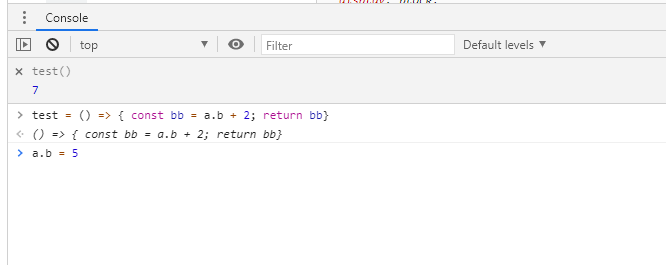 Console
top Filter Default levels
test()
7
test = () => { const bb = a.b + 2; return bb}
() => { const bb = a.b + 2; return bb}
a.b = 5